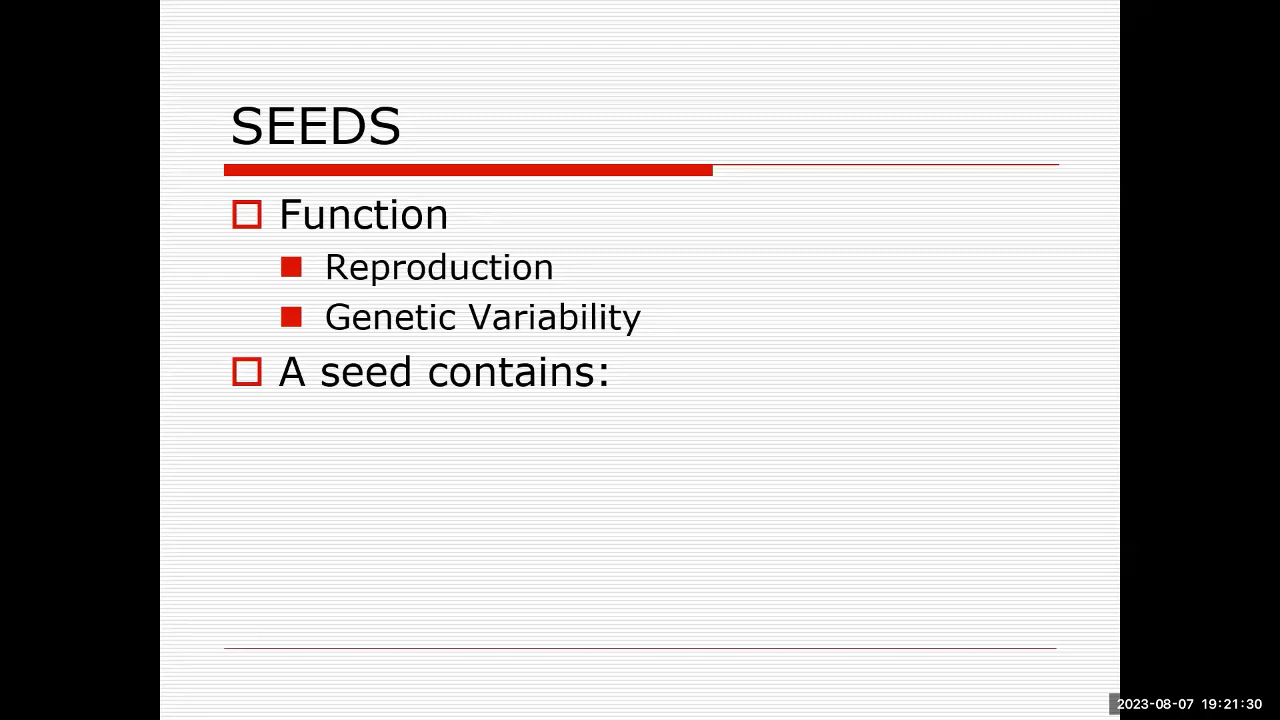 SEEDS
Function
Reproduction
Genetic Variability
A seed contains:
2023-08-07 19:21:30